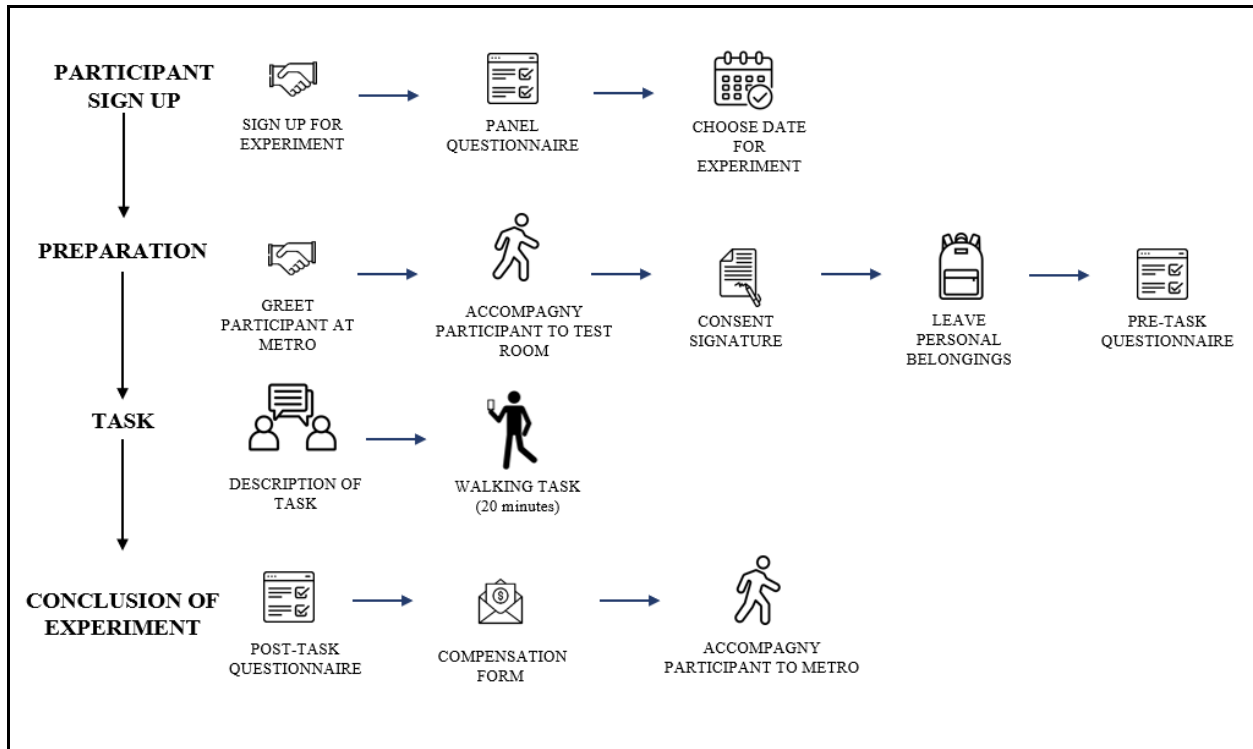 PARTICIPANT
SIGN UP
SIGN UP FOR
EXPERIMENT
PANEL
QUESTIONNAIRE
CHOOSE DATE
FOR
EXPERIMENT
PREPARATION
GREET
PARTICIPANT AT
METRO
ACCOMPAGNY
PARTICIPANT TO TEST
ROOM
CONSENT
SIGNATURE
LEAVE
PERSONAL
BELONGINGS
PRE-TASK
QUESTIONNAIRE
TASK
DESCRIPTION OF
TASK
WALKING TASK
(20 minutes)
CONCLUSION OF
EXPERIMENT
POST-TASK
QUESTIONNAIRE
COMPENSATION
FORM
ACCOMPAGNY
PARTICIPANT TO METRO